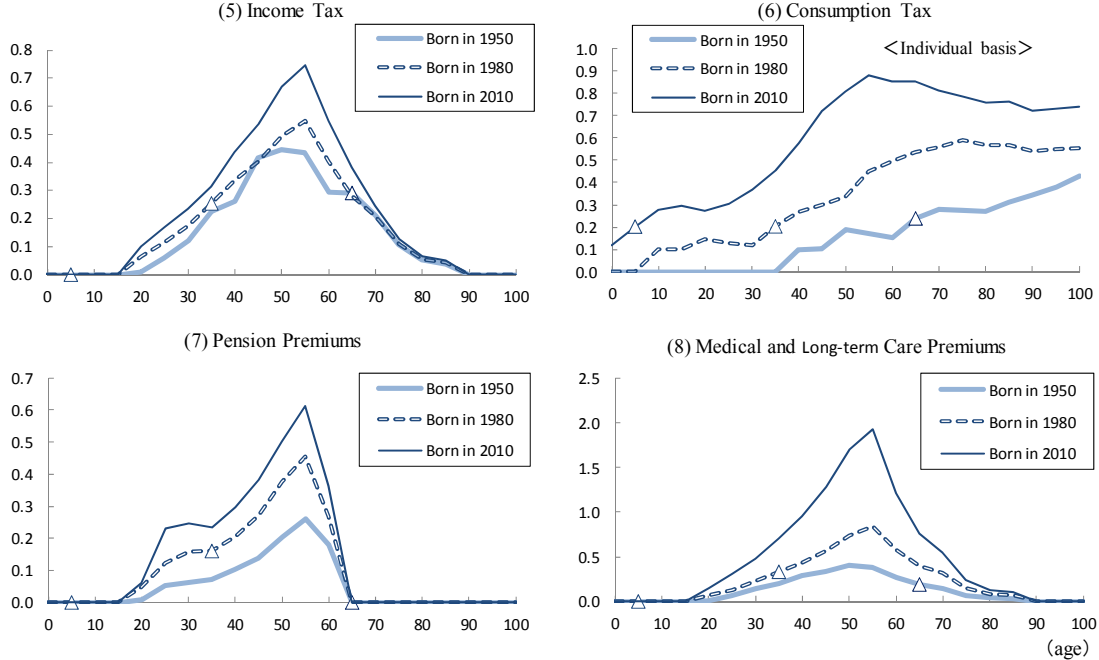 (5) Income Tax
Born in 1950
Born in 1980
Born in 2010
0.8
0.7
0.6
0.5
0.4
0.3
0.2
0.1
0.0
0 10 20 30 40 50 60 70 80 90 100
(6) Consumption Tax
Born in 1950
Born in 1980
Born in 2010
<Individual basis>
1.0
0.9
0.8
0.7
0.6
0.5
0.4
0.3
0.2
0.1
0.0
0 10 20 30 40 50 60 70 80 90 100
(7) Pension Premiums
Born in 1950
Born in 1980
Born in 2010
0.7
0.6
0.5
0.4
0.3
0.2
0.1
0.0
0 10 20 30 40 50 60 70 80 90 100
(8) Medical and Long-term Care Premiums
Born in 1950
Born in 1980
Born in 2010
2.5
2.0
1.5
1.0
0.5
0.0
0 10 20 30 40 50 60 70 80 90 100
(age)